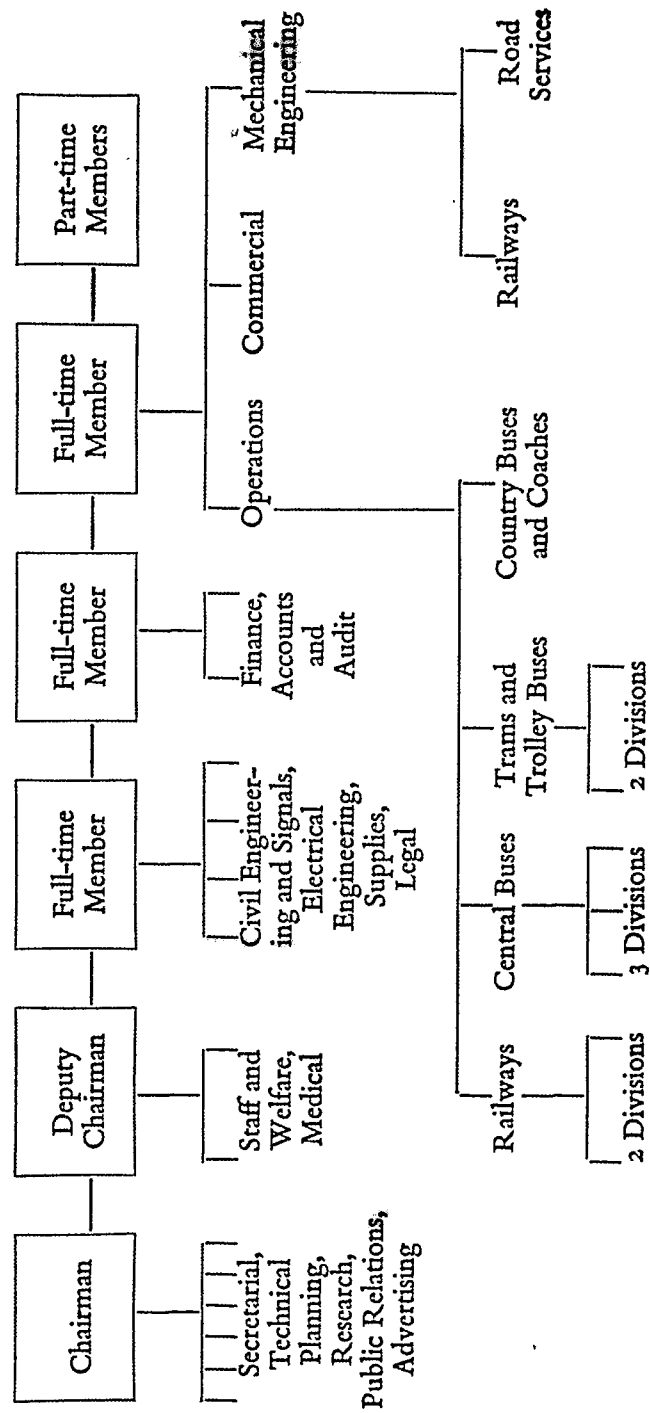 Chairman
Deputy
Chairman
Full-time
Member
Full-time
Member
Full-time
Member
Part-time
Members
Secretarial,
Technical
Planning,
Research,
Public Relations,
Advertising
Staff and
Welfare,
Medical
Civil Engineer-
ing and Signals,
Electrical
Engineering,
Supplies,
Legal
Finance,
Accounts
and
Audit
Operations
Commercial
Mechanical
Engineering
Railways
Central Buses
Trams and
Trolley Buses
Country Buses
and Coaches
Railways
Road
Services
2 Divisions
3 Divisions
2 Divisions